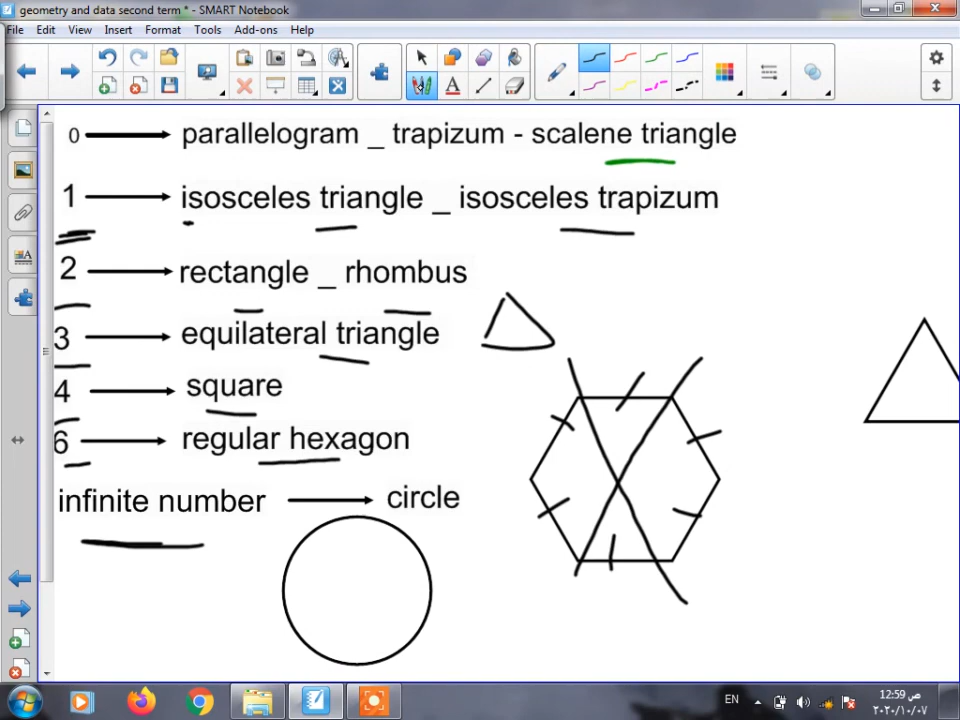 geometry and data second term * - SMART Notebook
File Edit View Insert Format Tools Add-ons Help
0 parallelogram _ trapizum - scalene triangle
1 isosceles triangle _ isosceles trapizum
2 rectangle _ rhombus
3 equilateral triangle
4 square
6 regular hexagon
infinite number circle
EN
12:59 ص
٢٠٢٠/١٠/٠٧